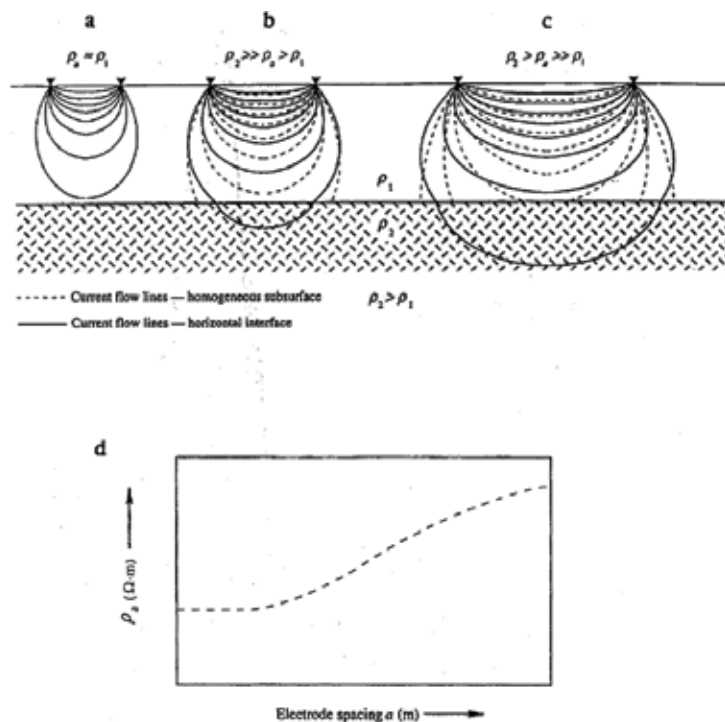 a b c
ρₐ ≈ ρ₁ ρ₂ >> ρₐ > ρ₁ ρ₂ > ρₐ >> ρ₁
ρ₁
ρ₂
Current flow lines — homogeneous subsurface ρ₂ > ρ₁
Current flow lines — horizontal interface
d
ρₐ (Ω·m)
Electrode spacing a (m)